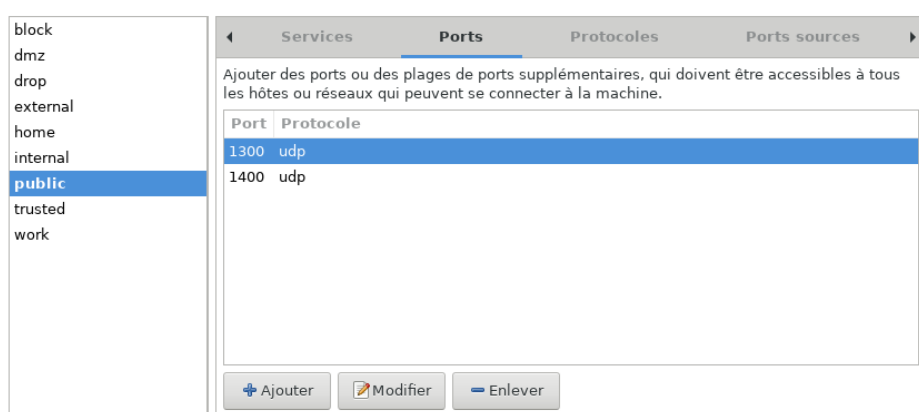 block
dmz
drop
external
home
internal
public
trusted
work
Services Ports Protocoles Ports sources
Ajouter des ports ou des plages de ports supplémentaires, qui doivent être accessibles à tous
les hôtes ou réseaux qui peuvent se connecter à la machine.
Port Protocole
1300 udp
1400 udp
Ajouter Modifier Enlever